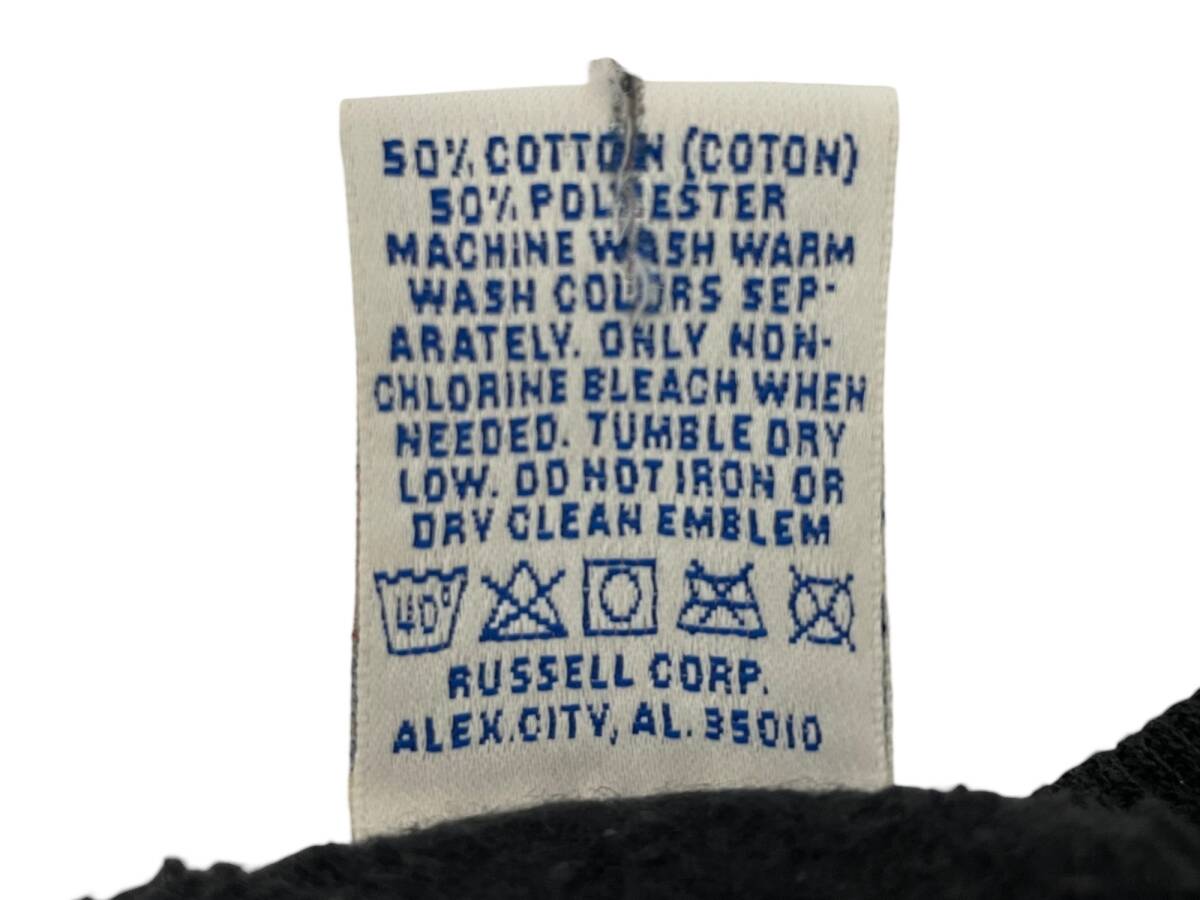 50% COTTON (COTON)
50% POLYESTER
MACHINE WASH WARM
WASH COLORS SEP-
ARATELY. ONLY NON-
CHLORINE BLEACH WHEN
NEEDED. TUMBLE DRY
LOW. DO NOT IRON OR
DRY CLEAN EMBLEM
40°
RUSSELL CORP.
ALEX.CITY, AL. 35010